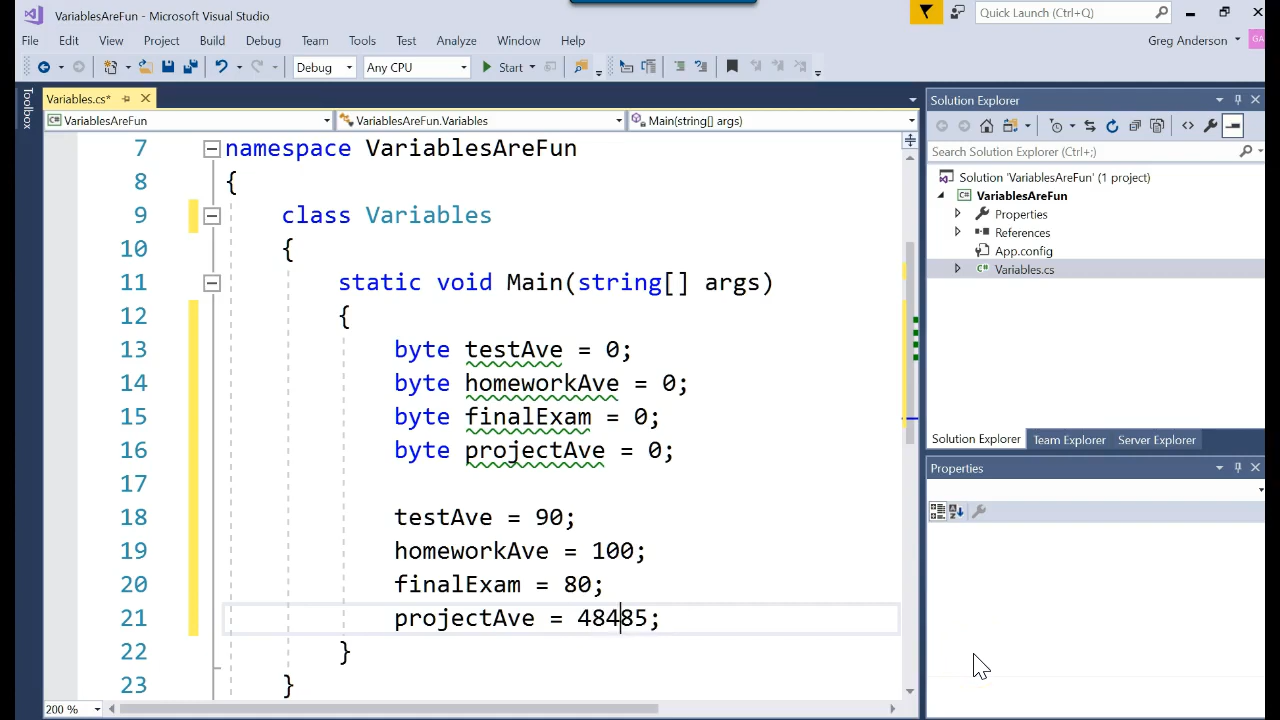 VariablesAreFun - Microsoft Visual Studio
Quick Launch (Ctrl+Q)
File Edit View Project Build Debug Team Tools Test Analyze Window Help
Greg Anderson
GA
Debug Any CPU Start
Toolbox
Variables.cs*
VariablesAreFun VariablesAreFun.Variables Main(string[] args)
7 namespace VariablesAreFun
8 {
9 class Variables
10 {
11 static void Main(string[] args)
12 {
13 byte testAve = 0;
14 byte homeworkAve = 0;
15 byte finalExam = 0;
16 byte projectAve = 0;
17
18 testAve = 90;
19 homeworkAve = 100;
20 finalExam = 80;
21 projectAve = 48485;
22 }
23 }
200 %
Solution Explorer
Search Solution Explorer (Ctrl+;)
Solution 'VariablesAreFun' (1 project)
C# VariablesAreFun
Properties
References
App.config
C# Variables.cs
Solution Explorer Team Explorer Server Explorer
Properties